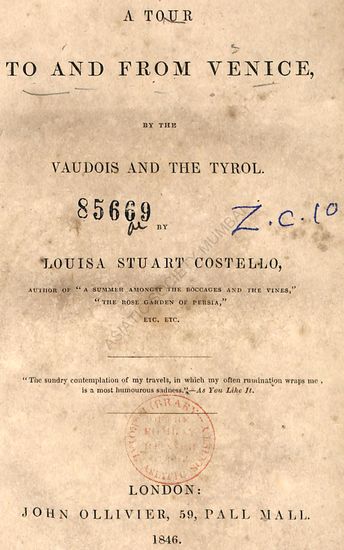 A TOUR
TO AND FROM VENICE,
BY THE
VAUDOIS AND THE TYROL.
85669
Z.C.10
BY
LOUISA STUART COSTELLO,
AUTHOR OF "A SUMMER AMONGST THE BOCCAGES AND THE VINES,"
"THE ROSE GARDEN OF PERSIA,"
ETC. ETC.
"The sundry contemplation of my travels, in which my often rumination wraps me
is a most humourous sadness."—As You Like It.
LONDON:
JOHN OLLIVIER, 59, PALL MALL.
1846.